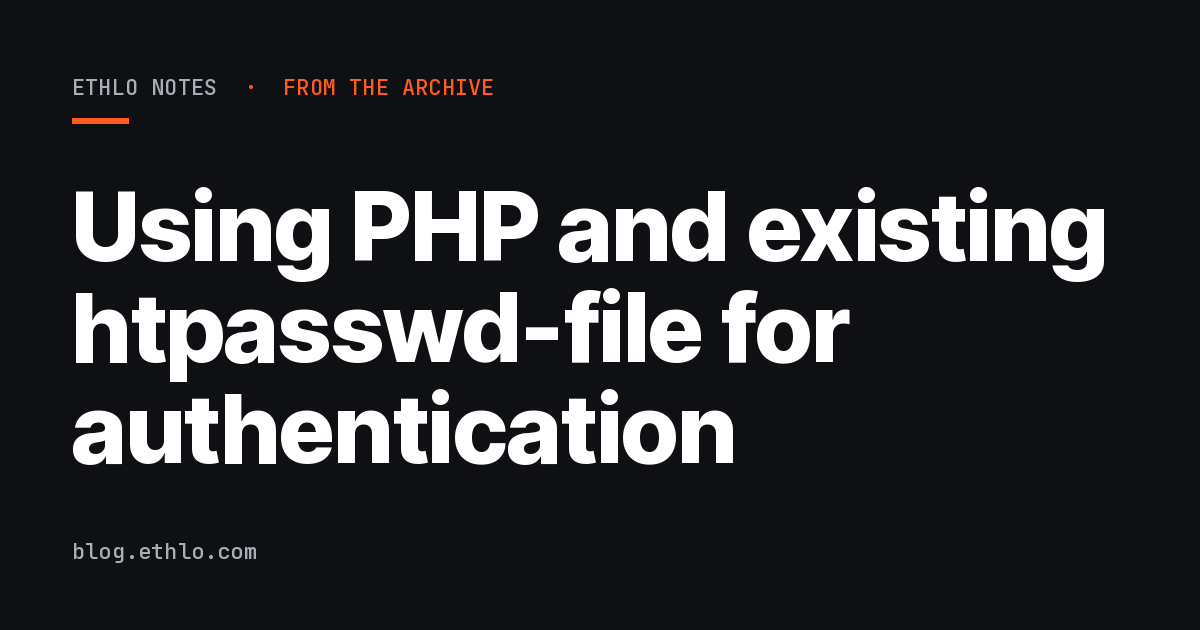 ETHLO NOTES · FROM THE ARCHIVE
Using PHP and existing
htpasswd-file for
authentication
blog.ethlo.com